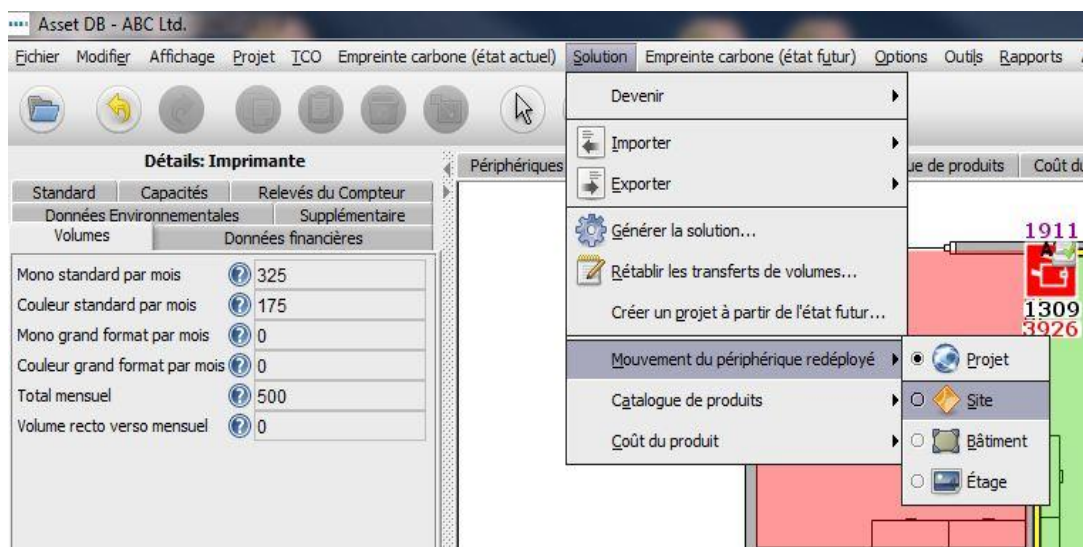 Asset DB - ABC Ltd.
Fichier Modifier Affichage Projet TCO Empreinte carbone (état actuel) Solution Empreinte carbone (état futur) Options Outils Rapports
Devenir
Importer
Exporter
Générer la solution...
Rétablir les transferts de volumes...
Créer un projet à partir de l'état futur...
Mouvement du périphérique redéployé
Catalogue de produits
Coût du produit
Projet
Site
Bâtiment
Étage
Détails: Imprimante
Périphériques
ue de produits
Coût du
Standard Capacités Relevés du Compteur
Données Environnementales Supplémentaire
Volumes Données financières
Mono standard par mois 325
Couleur standard par mois 175
Mono grand format par mois 0
Couleur grand format par mois 0
Total mensuel 500
Volume recto verso mensuel 0
1911
1309
3926